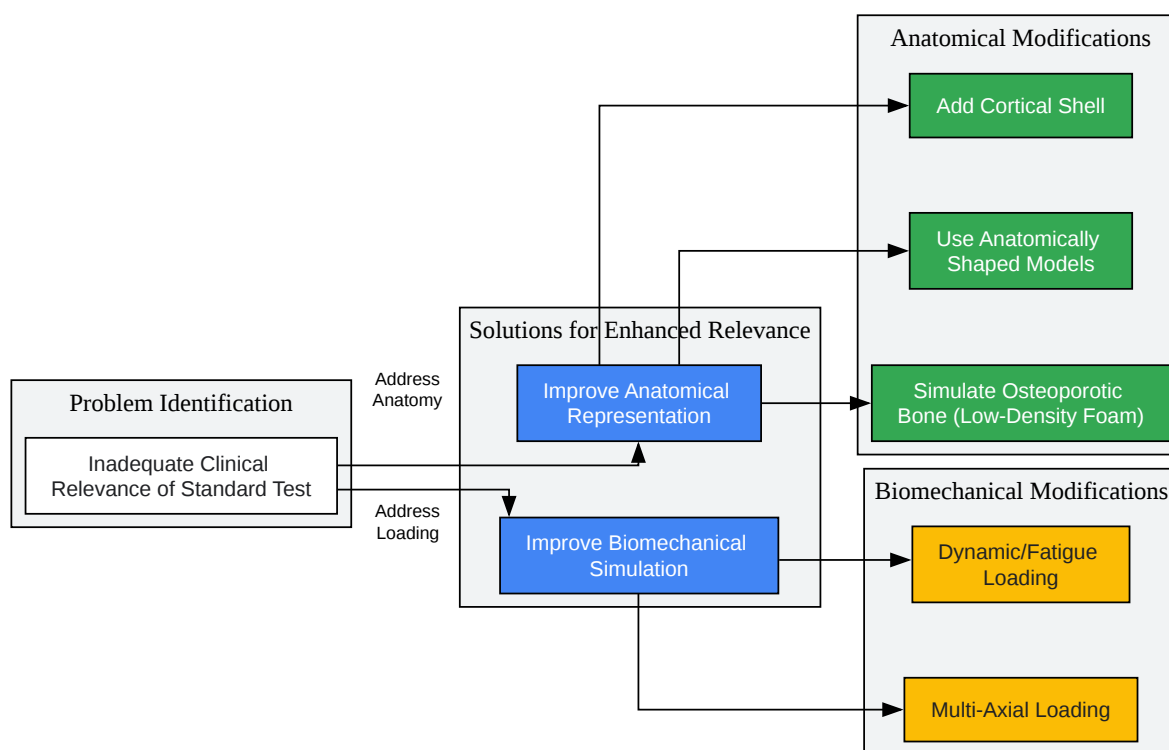 Problem Identification
Inadequate Clinical
Relevance of Standard Test
Address
Anatomy
Address
Loading
Solutions for Enhanced Relevance
Improve Anatomical
Representation
Improve Biomechanical
Simulation
Anatomical Modifications
Add Cortical Shell
Use Anatomically
Shaped Models
Simulate Osteoporotic
Bone (Low-Density Foam)
Biomechanical Modifications
Dynamic/Fatigue
Loading
Multi-Axial Loading